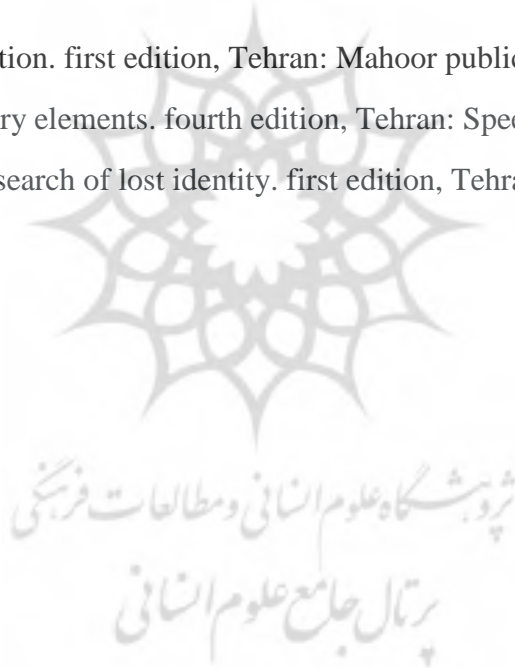 tion. first edition, Tehran: Mahoor public
ry elements. fourth edition, Tehran: Spee
search of lost identity. first edition, Tehra
پژوهشگاه علوم انسانی و مطالعات فرهنگی
پرتال جامع علوم انسانی